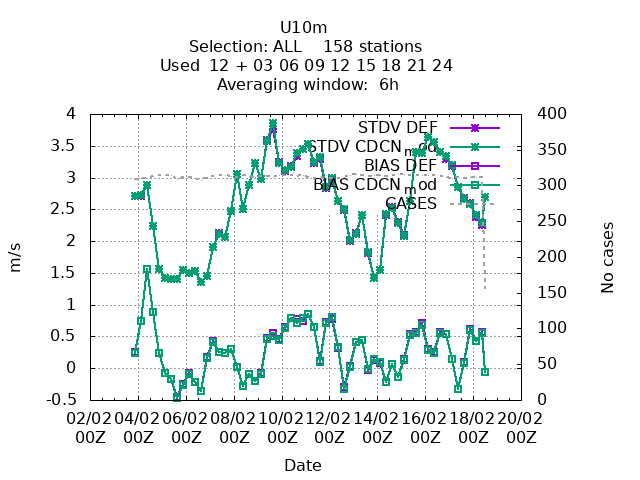 U10m
Selection: ALL 158 stations
Used 12 + 03 06 09 12 15 18 21 24
Averaging window: 6h
4
3.5
3
2.5
2
1.5
1
0.5
0
-0.5
m/s
400
350
300
250
200
150
100
50
0
No cases
STDV DEF
STDV CDCN_mod
BIAS DEF
BIAS CDCN_mod
CASES
02/02 04/02 06/02 08/02 10/02 12/02 14/02 16/02 18/02 20/02
00Z 00Z 00Z 00Z 00Z 00Z 00Z 00Z 00Z 00Z
Date